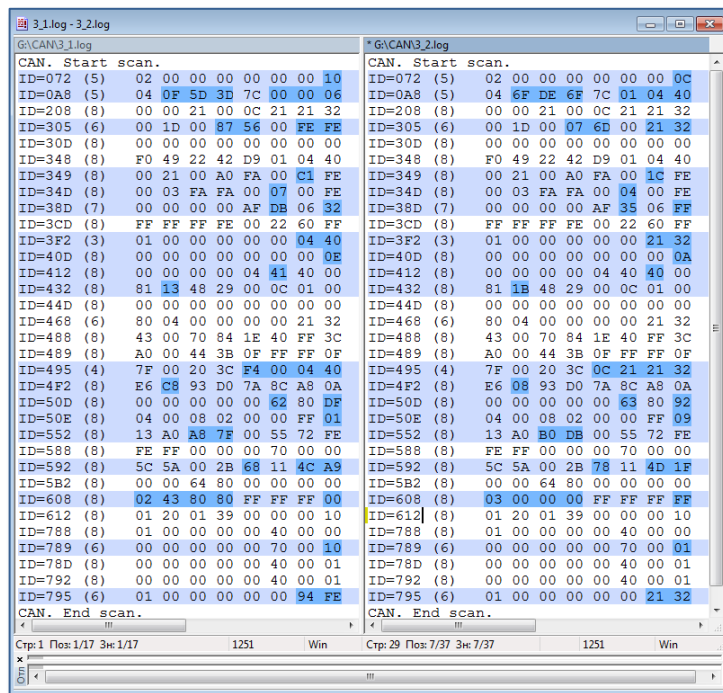 3_1.log - 3_2.log
G:\CAN\3_1.log
CAN. Start scan.
ID=072 (5) 02 00 00 00 00 00 00 10
ID=0A8 (5) 04 0F 5D 3D 7C 00 00 06
ID=208 (8) 00 00 21 00 0C 21 21 32
ID=305 (6) 00 1D 00 87 56 00 FE FE
ID=30D (8) 00 00 00 00 00 00 00 00
ID=348 (8) F0 49 22 42 D9 01 04 40
ID=349 (8) 00 21 00 A0 FA 00 C1 FE
ID=34D (8) 00 03 FA FA 00 07 00 FE
ID=38D (7) 00 00 00 00 AF DB 06 32
ID=3CD (8) FF FF FF FE 00 22 60 FF
ID=3F2 (3) 01 00 00 00 00 00 04 40
ID=40D (8) 00 00 00 00 00 00 00 0E
ID=412 (8) 00 00 00 00 04 41 40 00
ID=432 (8) 81 13 48 29 00 0C 01 00
ID=44D (8) 00 00 00 00 00 00 00 00
ID=468 (6) 80 04 00 00 00 00 21 32
ID=488 (8) 43 00 70 84 1E 40 FF 3C
ID=489 (8) A0 00 44 3B 0F FF FF 0F
ID=495 (4) 7F 00 20 3C F4 00 04 40
ID=4F2 (8) E6 C8 93 D0 7A 8C A8 0A
ID=50D (8) 00 00 00 00 00 62 80 DF
ID=50E (8) 04 00 08 02 00 00 FF 01
ID=552 (8) 13 A0 A8 7F 00 55 72 FE
ID=588 (8) FE FF 00 00 00 70 00 00
ID=592 (8) 5C 5A 00 2B 68 11 4C A9
ID=5B2 (8) 00 00 64 80 00 00 00 00
ID=608 (8) 02 43 80 80 FF FF FF 00
ID=612 (8) 01 20 01 39 00 00 00 10
ID=788 (8) 01 00 00 00 00 40 00 00
ID=789 (6) 00 00 00 00 00 70 00 10
ID=78D (8) 00 00 00 00 00 40 00 01
ID=792 (8) 00 00 00 00 00 40 00 01
ID=795 (6) 01 00 00 00 00 00 94 FE
CAN. End scan.
Стр: 1 Поз: 1/17 Зн: 1/17 1251 Win
* G:\CAN\3_2.log
CAN. Start scan.
ID=072 (5) 02 00 00 00 00 00 00 0C
ID=0A8 (5) 04 6F DE 6F 7C 01 04 40
ID=208 (8) 00 00 21 00 0C 21 21 32
ID=305 (6) 00 1D 00 07 6D 00 21 32
ID=30D (8) 00 00 00 00 00 00 00 00
ID=348 (8) F0 49 22 42 D9 01 04 40
ID=349 (8) 00 21 00 A0 FA 00 1C FE
ID=34D (8) 00 03 FA FA 00 04 00 FE
ID=38D (7) 00 00 00 00 AF 35 06 FF
ID=3CD (8) FF FF FF FE 00 22 60 FF
ID=3F2 (3) 01 00 00 00 00 00 21 32
ID=40D (8) 00 00 00 00 00 00 00 0A
ID=412 (8) 00 00 00 00 04 40 40 00
ID=432 (8) 81 1B 48 29 00 0C 01 00
ID=44D (8) 00 00 00 00 00 00 00 00
ID=468 (6) 80 04 00 00 00 00 21 32
ID=488 (8) 43 00 70 84 1E 40 FF 3C
ID=489 (8) A0 00 44 3B 0F FF FF 0F
ID=495 (4) 7F 00 20 3C 0C 21 21 32
ID=4F2 (8) E6 08 93 D0 7A 8C A8 0A
ID=50D (8) 00 00 00 00 00 63 80 92
ID=50E (8) 04 00 08 02 00 00 FF 09
ID=552 (8) 13 A0 B0 DB 00 55 72 FE
ID=588 (8) FE FF 00 00 00 70 00 00
ID=592 (8) 5C 5A 00 2B 78 11 4D 1F
ID=5B2 (8) 00 00 64 80 00 00 00 00
ID=608 (8) 03 00 00 00 FF FF FF FF
ID=612 (8) 01 20 01 39 00 00 00 10
ID=788 (8) 01 00 00 00 00 40 00 00
ID=789 (6) 00 00 00 00 00 70 00 01
ID=78D (8) 00 00 00 00 00 40 00 01
ID=792 (8) 00 00 00 00 00 40 00 01
ID=795 (6) 01 00 00 00 00 00 21 32
CAN. End scan.
Стр: 29 Поз: 7/37 Зн: 7/37 1251 Win
Отл